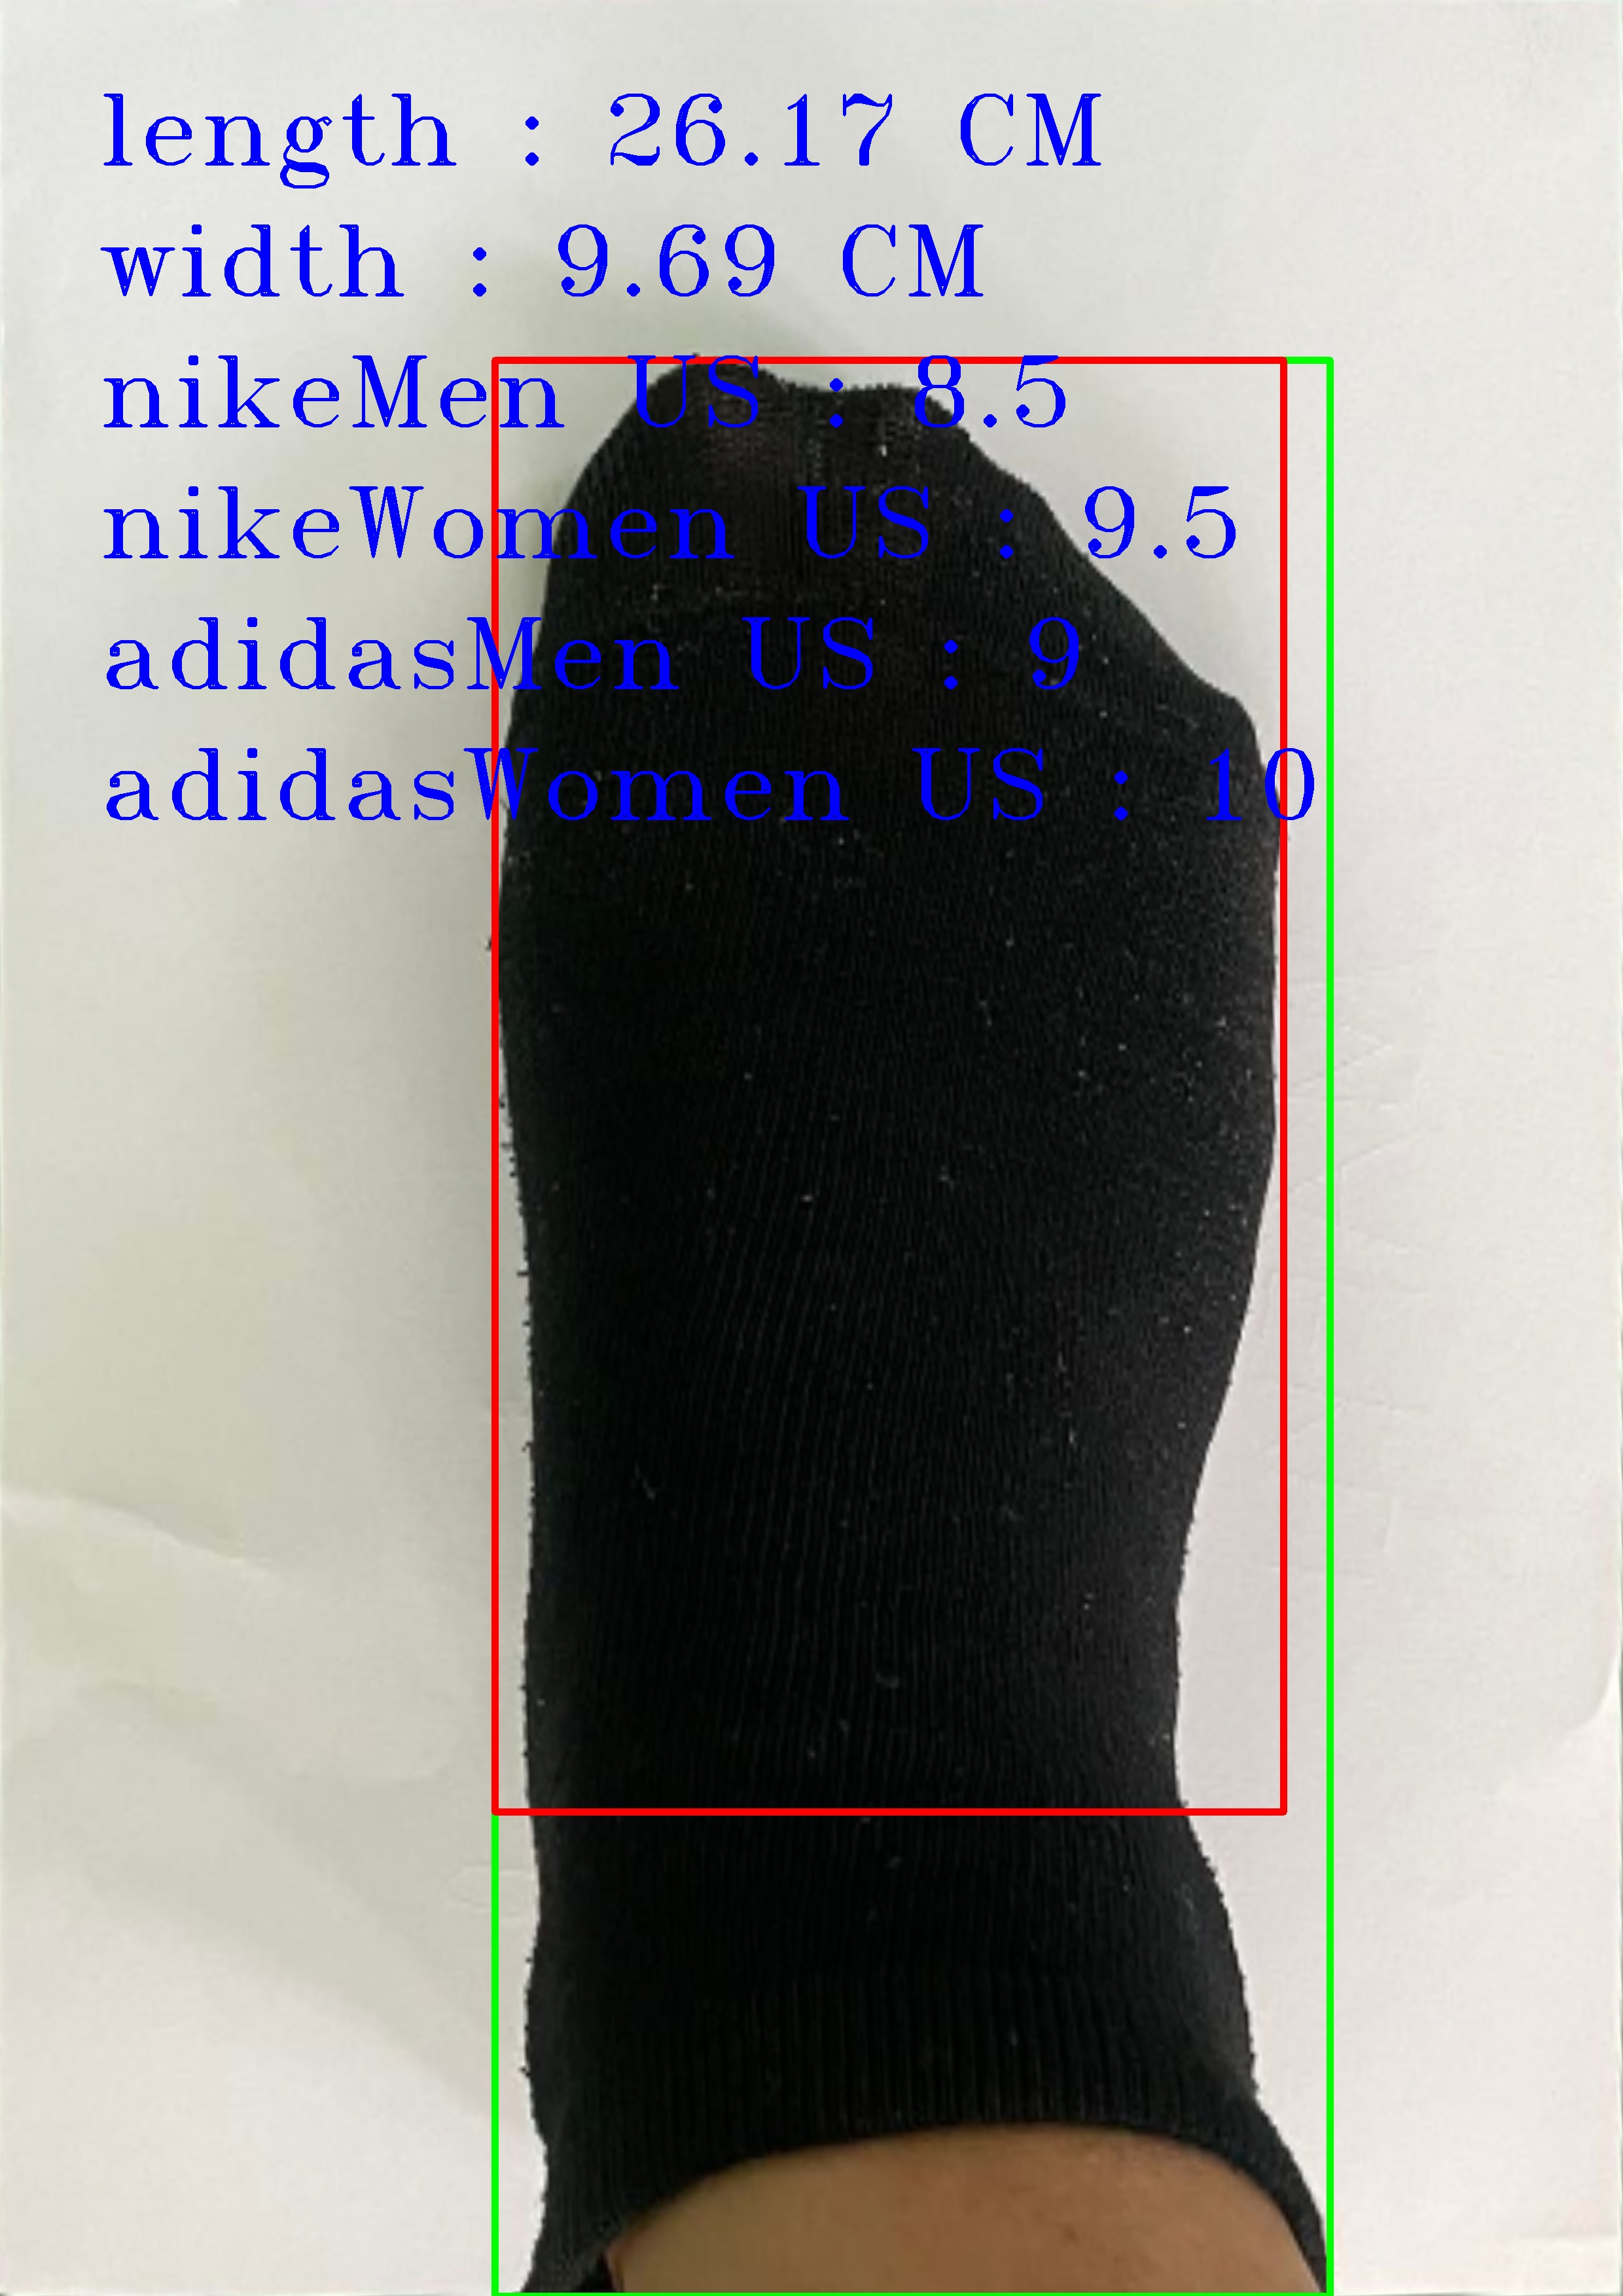 length : 26.17 CM
width : 9.69 CM
nikeMen US : 8.5
nikeWomen US : 9.5
adidasMen US : 9
adidasWomen US : 10